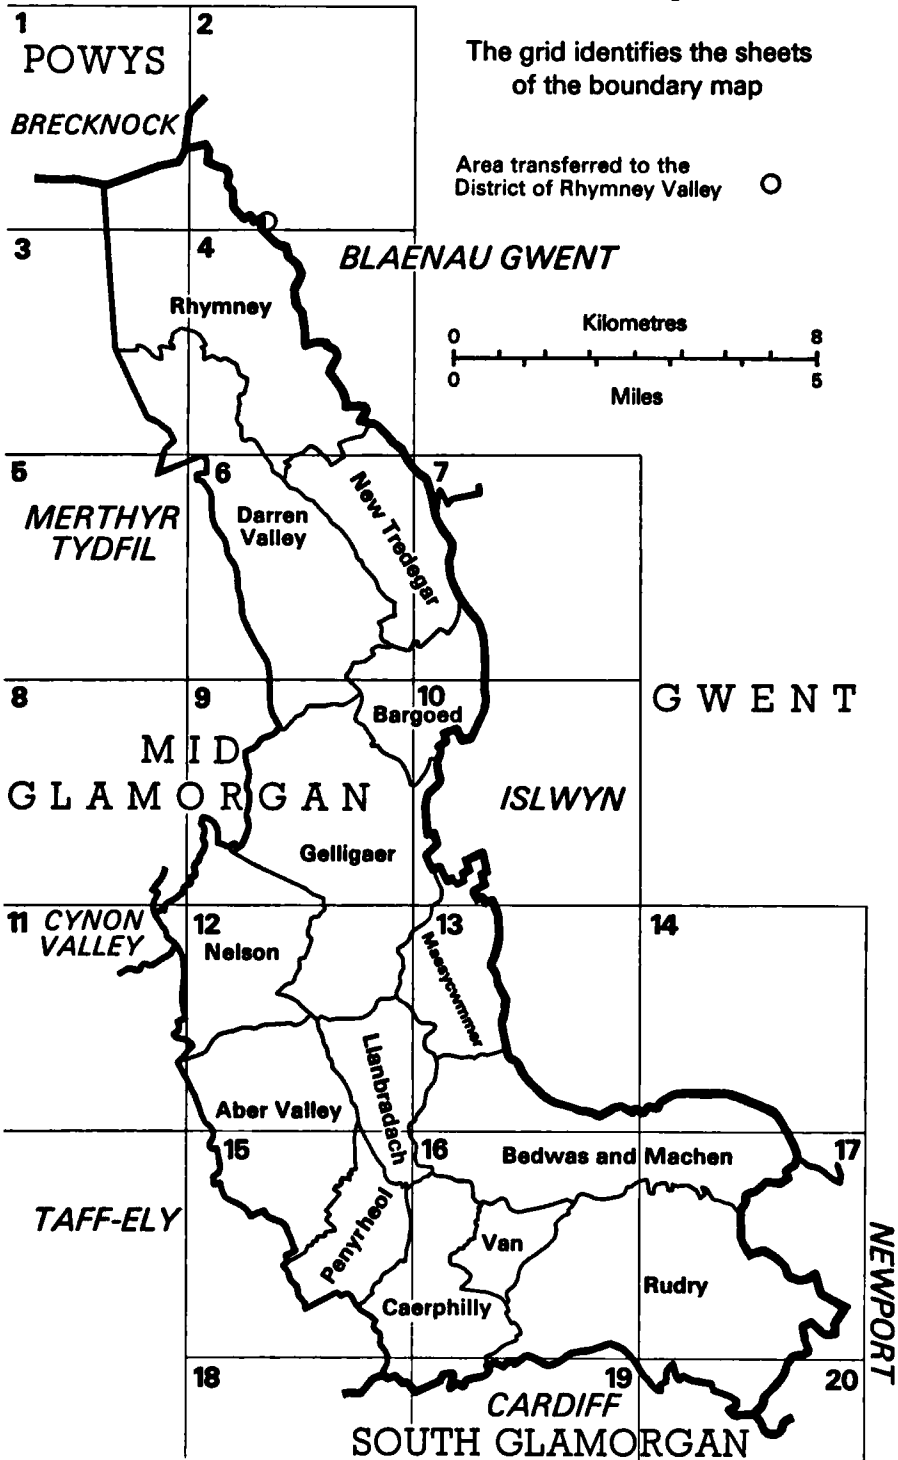 1
2
POWYS
The grid identifies the sheets
of the boundary map
BRECKNOCK
Area transferred to the
District of Rhymney Valley
3
4
BLAENAU GWENT
Rhymney
Kilometres
0
8
0
5
Miles
5
6
7
MERTHYR
TYDFIL
Darren
Valley
New Tredegar
8
9
10
GWENT
Bargoed
MID
GLAMORGAN
ISLWYN
Gelligaer
11
CYNON
VALLEY
12
13
14
Nelson
Maesycwmmer
Llanbradach
Aber Valley
15
16
17
Bedwas and Machen
TAFF-ELY
Penyrheol
Van
NEWPORT
Rudry
Caerphilly
18
19
20
CARDIFF
SOUTH GLAMORGAN